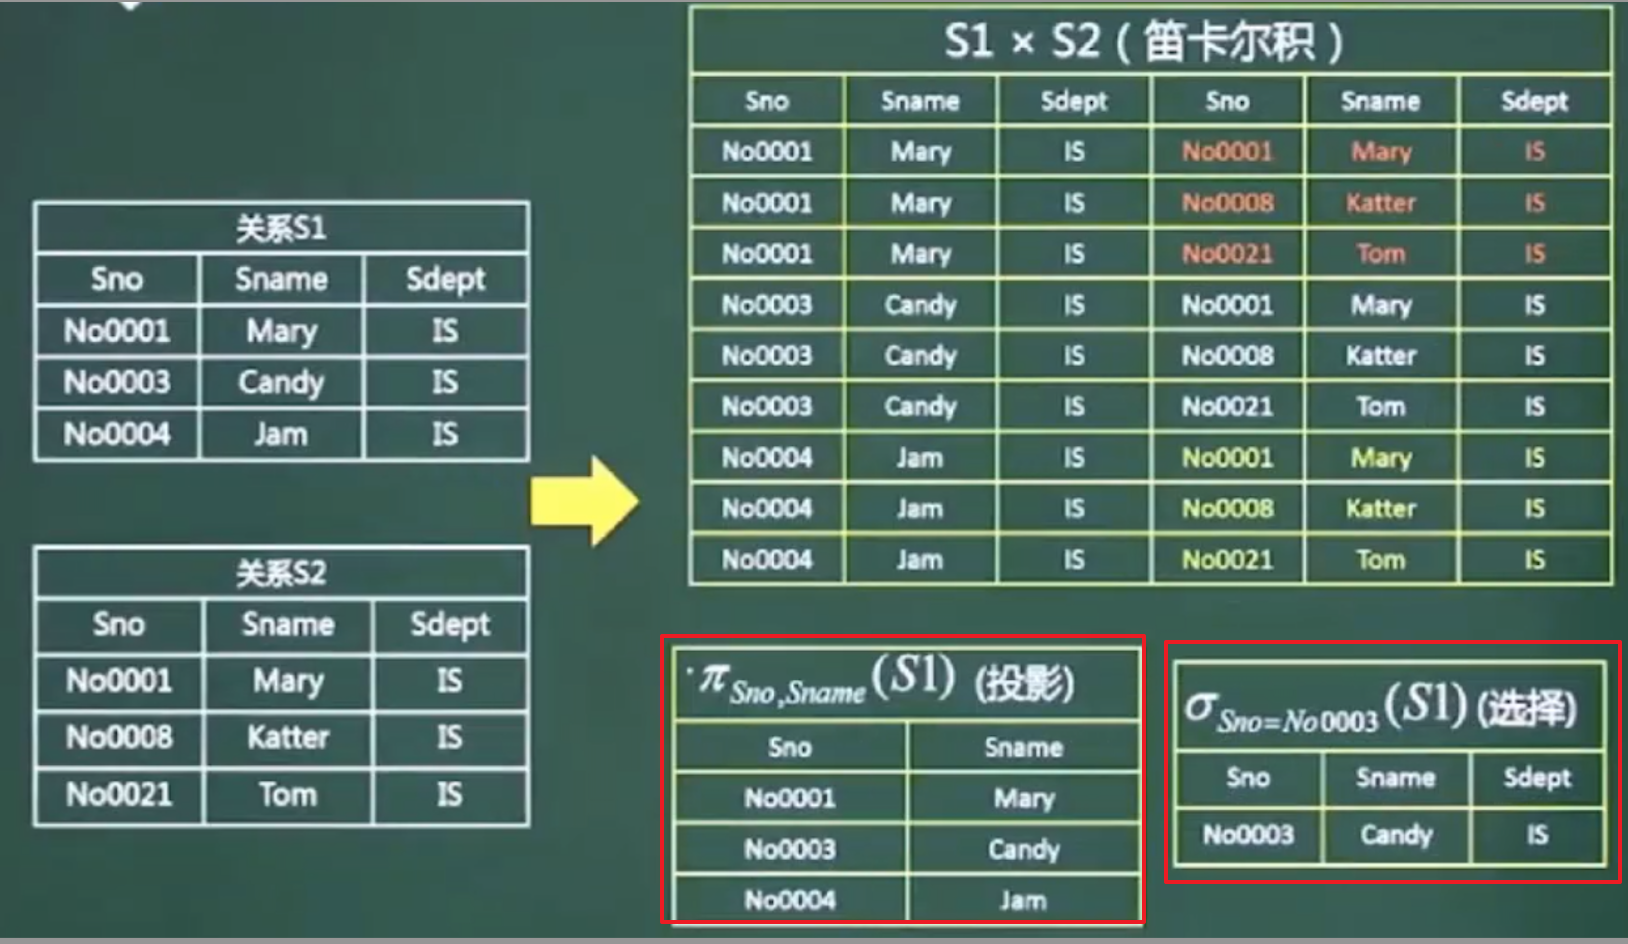 关系S1
Sno Sname Sdept
No0001 Mary IS
No0003 Candy IS
No0004 Jam IS
关系S2
Sno Sname Sdept
No0001 Mary IS
No0008 Katter IS
No0021 Tom IS
S1 × S2 ( 笛卡尔积 )
Sno Sname Sdept Sno Sname Sdept
No0001 Mary IS No0001 Mary IS
No0001 Mary IS No0008 Katter IS
No0001 Mary IS No0021 Tom IS
No0003 Candy IS No0001 Mary IS
No0003 Candy IS No0008 Katter IS
No0003 Candy IS No0021 Tom IS
No0004 Jam IS No0001 Mary IS
No0004 Jam IS No0008 Katter IS
No0004 Jam IS No0021 Tom IS
π Sno,Sname (S1) (投影)
Sno Sname
No0001 Mary
No0003 Candy
No0004 Jam
σ Sno=No0003 (S1) (选择)
Sno Sname Sdept
No0003 Candy IS